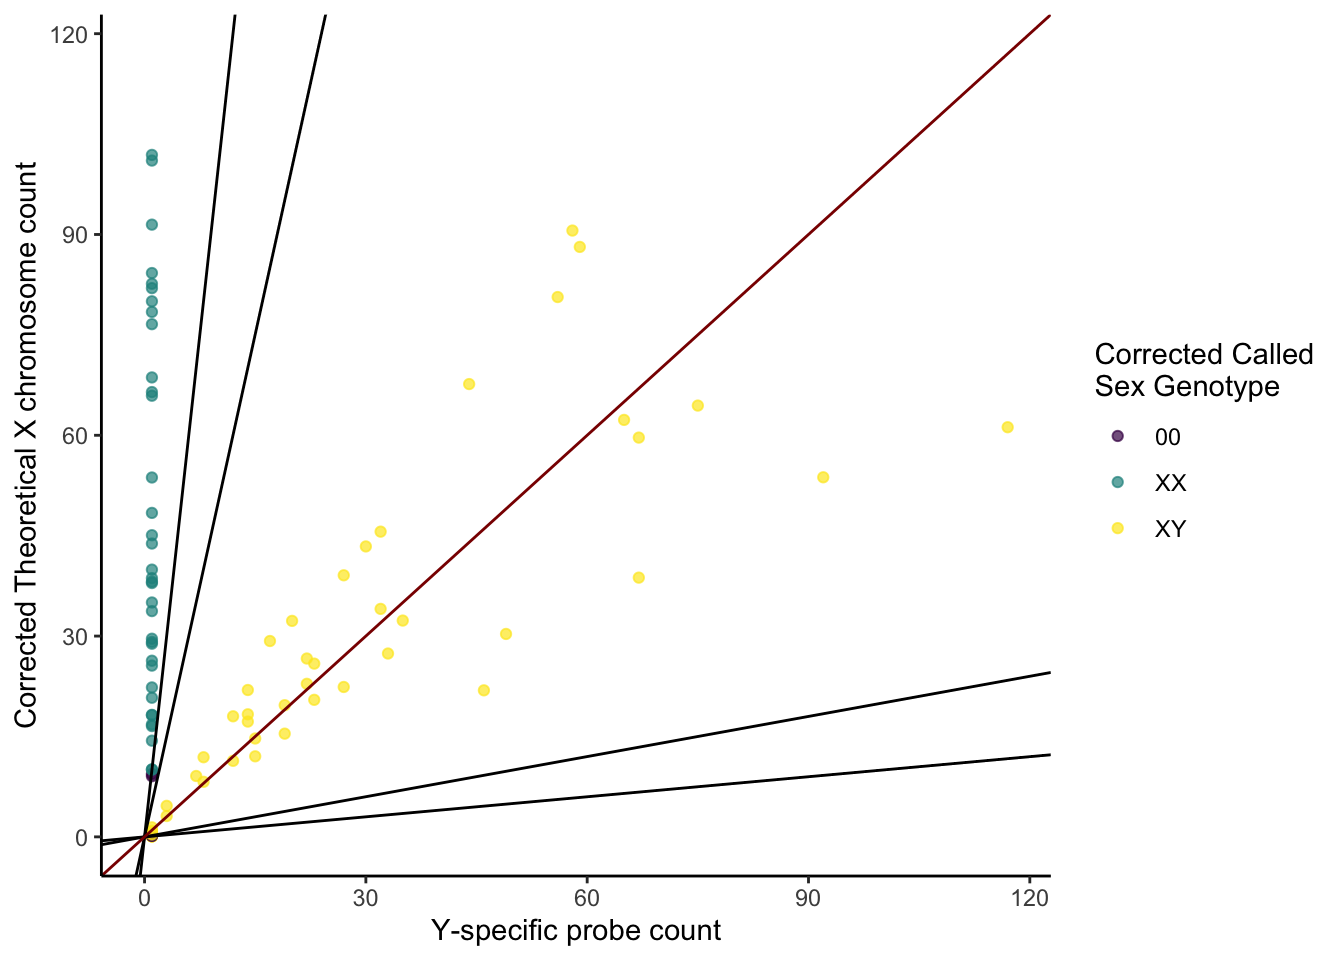 Corrected Theoretical X chromosome count
120
90
60
30
0
0
30
60
90
120
Y-specific probe count
Corrected Called
Sex Genotype
00
XX
XY